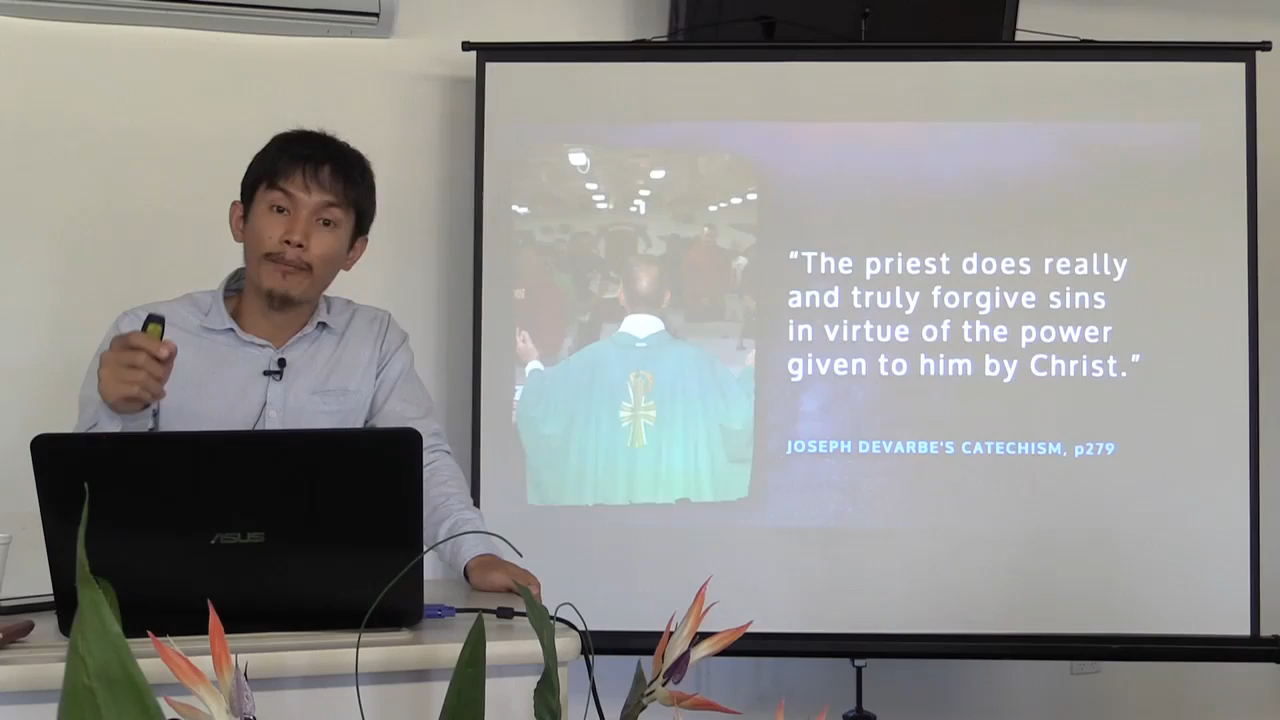 “The priest does really
and truly forgive sins
in virtue of the power
given to him by Christ.”
JOSEPH DEVARBE'S CATECHISM, p279
ASUS